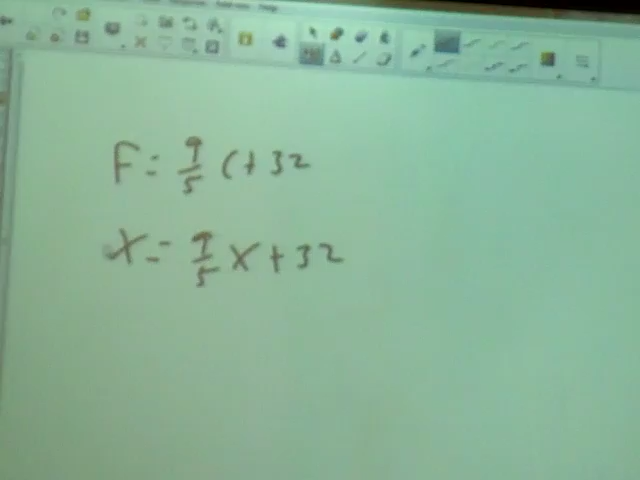 F = 9/5 C + 32
X = 9/5 X + 32